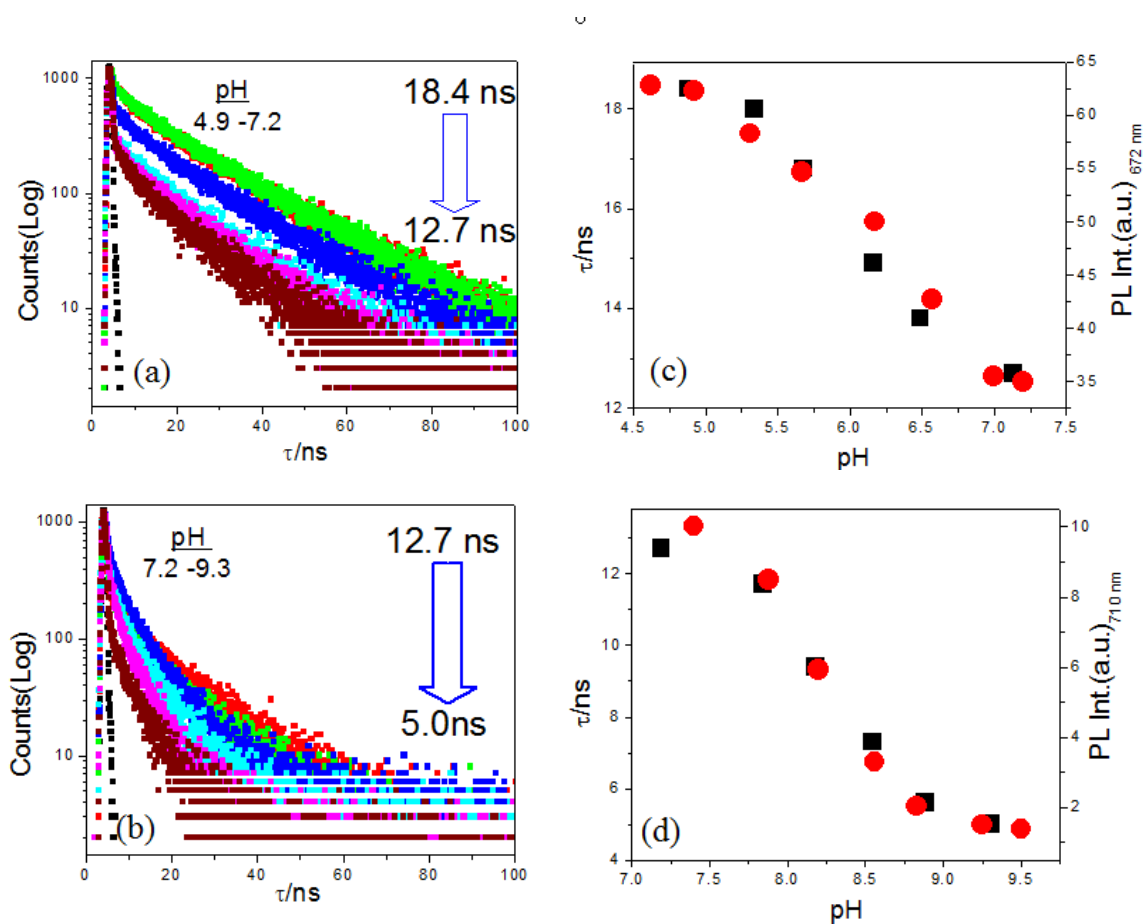 1000
100
10
Counts(Log)
pH
4.9 -7.2
18.4 ns
12.7 ns
(a)
0 20 40 60 80 100
τ/ns
18
16
14
12
τ/ns
65
60
55
50
45
40
35
PL Int.(a.u.) 672 nm
(c)
4.5 5.0 5.5 6.0 6.5 7.0 7.5
pH
1000
100
10
Counts(Log)
pH
7.2 -9.3
12.7 ns
5.0ns
(b)
0 20 40 60 80 100
τ/ns
12
10
8
6
4
τ/ns
10
8
6
4
2
PL Int.(a.u.) 710 nm
(d)
7.0 7.5 8.0 8.5 9.0 9.5
pH